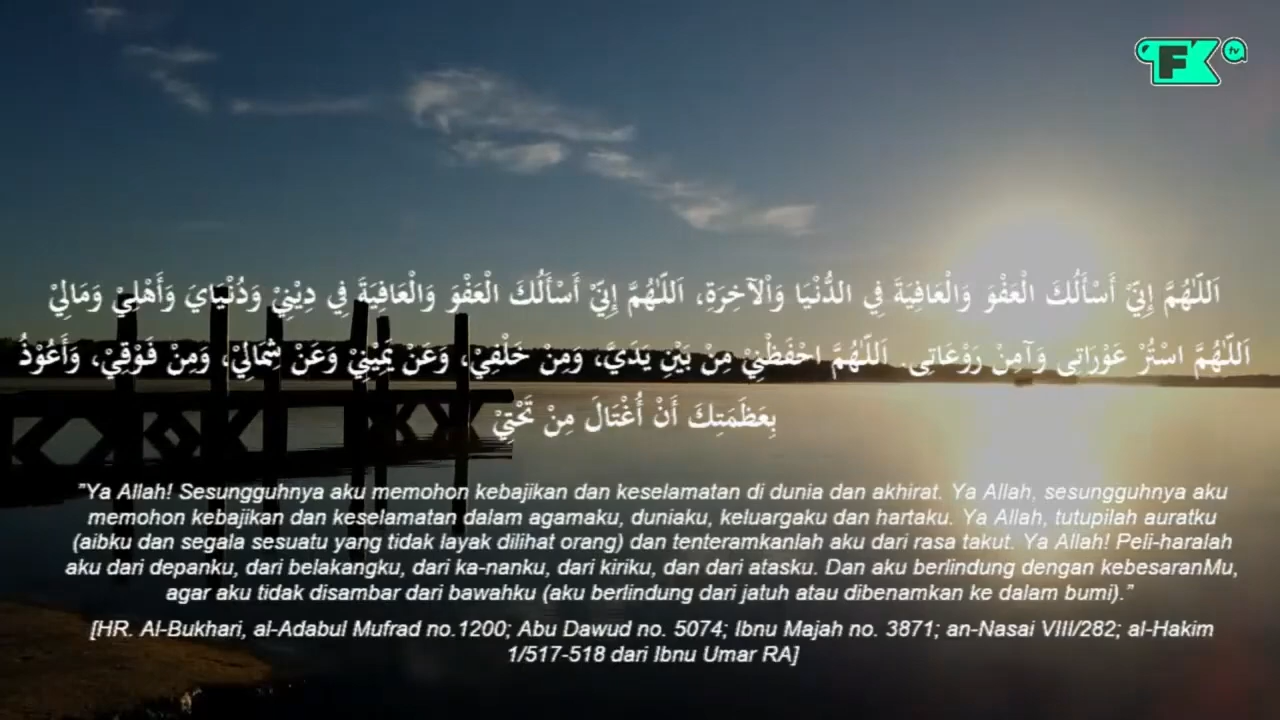 FK tv
اَللّٰهُمَّ إِنِّيْ أَسْأَلُكَ الْعَفْوَ وَالْعَافِيَةَ فِي الدُّنْيَا وَالْآخِرَةِ، اَللّٰهُمَّ إِنِّيْ أَسْأَلُكَ الْعَفْوَ وَالْعَافِيَةَ فِي دِيْنِيْ وَدُنْيَايَ وَأَهْلِيْ وَمَالِيْ
اَللّٰهُمَّ اسْتُرْ عَوْرَاتِى وَآمِنْ رَوْعَاتِى. اَللّٰهُمَّ احْفَظْنِيْ مِنْ بَيْنِ يَدَيَّ، وَمِنْ خَلْفِيْ، وَعَنْ يَمِيْنِيْ وَعَنْ شِمَالِيْ، وَمِنْ فَوْقِيْ، وَأَعُوْذُ
بِعَظَمَتِكَ أَنْ أُغْتَالَ مِنْ تَحْتِيْ
"Ya Allah! Sesungguhnya aku memohon kebajikan dan keselamatan di dunia dan akhirat. Ya Allah, sesungguhnya aku
memohon kebajikan dan keselamatan dalam agamaku, duniaku, keluargaku dan hartaku. Ya Allah, tutupilah auratku
(aibku dan segala sesuatu yang tidak layak dilihat orang) dan tenteramkanlah aku dari rasa takut. Ya Allah! Peli-haralah
aku dari depanku, dari belakangku, dari ka-nanku, dari kiriku, dan dari atasku. Dan aku berlindung dengan kebesaranMu,
agar aku tidak disambar dari bawahku (aku berlindung dari jatuh atau dibenamkan ke dalam bumi)."
[HR. Al-Bukhari, al-Adabul Mufrad no.1200; Abu Dawud no. 5074; Ibnu Majah no. 3871; an-Nasai VIII/282; al-Hakim
1/517-518 dari Ibnu Umar RA]